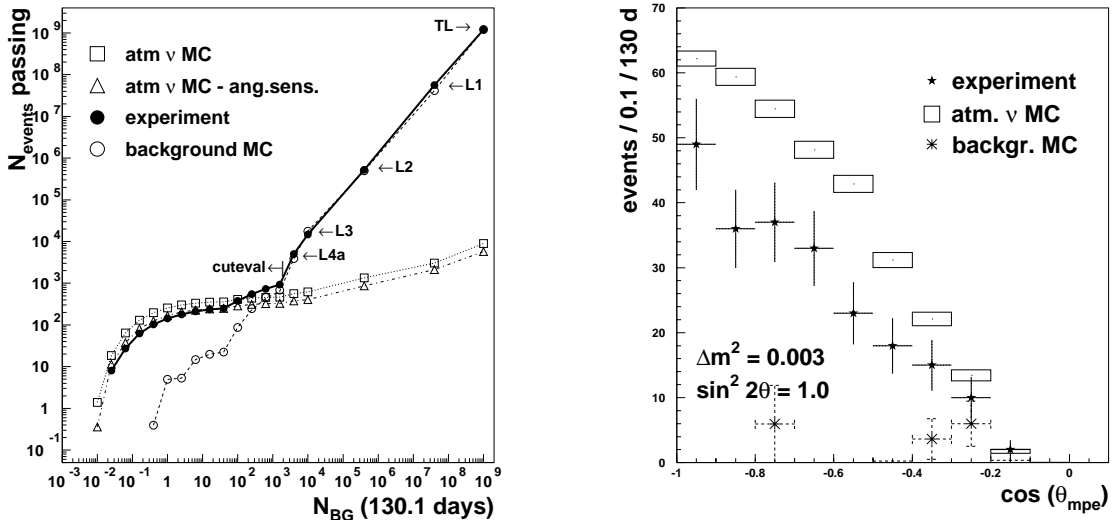 N_events passing
10^9
10^8
10^7
10^6
10^5
10^4
10^3
10^2
10
1
10^-1
atm ν MC
atm ν MC - ang.sens.
experiment
background MC
TL→
←L1
←L2
←L3
←L4a
cuteval→
10^-3 10^-2 10^-1 1 10 10^2 10^3 10^4 10^5 10^6 10^7 10^8 10^9
N_BG (130.1 days)
events / 0.1 / 130 d
70
60
50
40
30
20
10
0
experiment
atm. ν MC
backgr. MC
Δm² = 0.003
sin² 2θ = 1.0
-1 -0.8 -0.6 -0.4 -0.2 0
cos (θ_mpe)